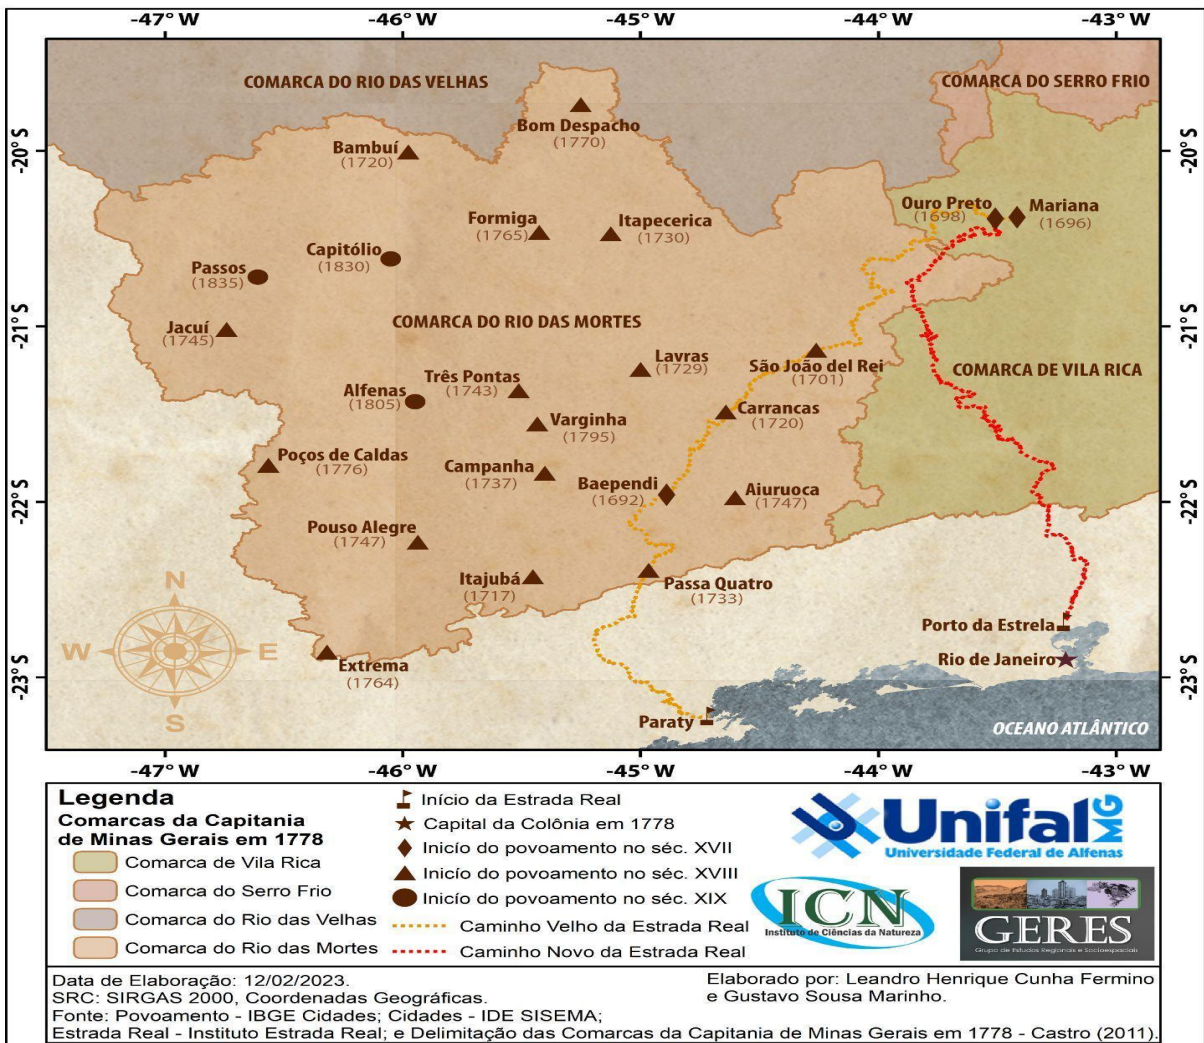 -47°W
-46°W
-45°W
-44°W
-43°W
COMARCA DO RIO DAS VELHAS
COMARCA DO SERRO FRIO
Bom Despacho
(1770)
-20°S
Bambuí
(1720)
-20°S
Ouro Preto
(1698)
Mariana
(1696)
Formiga
(1765)
Itapecerica
(1730)
Capitólio
(1830)
Passos
(1835)
-21°S
Jacuí
(1745)
COMARCA DO RIO DAS MORTES
-21°S
Lavras
(1729)
São João del Rei
(1701)
COMARCA DE VILA RICA
Três Pontas
(1743)
Alfenas
(1805)
Carrancas
(1720)
Varginha
(1795)
Poços de Caldas
(1776)
Campanha
(1737)
Baependi
(1692)
Aiuruoca
(1747)
-22°S
-22°S
Pouso Alegre
(1747)
Itajubá
(1717)
Passa Quatro
(1733)
N
W
E
S
Porto da Estrela
Rio de Janeiro
Extrema
(1764)
-23°S
-23°S
Paraty
OCEANO ATLÂNTICO
-47°W
-46°W
-45°W
-44°W
-43°W
Legenda
Comarcas da Capitania
de Minas Gerais em 1778
Comarca de Vila Rica
Comarca do Serro Frio
Comarca do Rio das Velhas
Comarca do Rio das Mortes
Início da Estrada Real
Capital da Colônia em 1778
Inicío do povoamento no séc. XVII
Inicío do povoamento no séc. XVIII
Inicío do povoamento no séc. XIX
Caminho Velho da Estrada Real
Caminho Novo da Estrada Real
Unifal MG
Universidade Federal de Alfenas
ICN
Instituto de Ciências da Natureza
GERES
Grupo de Estudos Regionais e Socioespaciais
Data de Elaboração: 12/02/2023.
SRC: SIRGAS 2000, Coordenadas Geográficas.
Fonte: Povoamento - IBGE Cidades; Cidades - IDE SISEMA;
Estrada Real - Instituto Estrada Real; e Delimitação das Comarcas da Capitania de Minas Gerais em 1778 - Castro (2011).
Elaborado por: Leandro Henrique Cunha Fermino
e Gustavo Sousa Marinho.